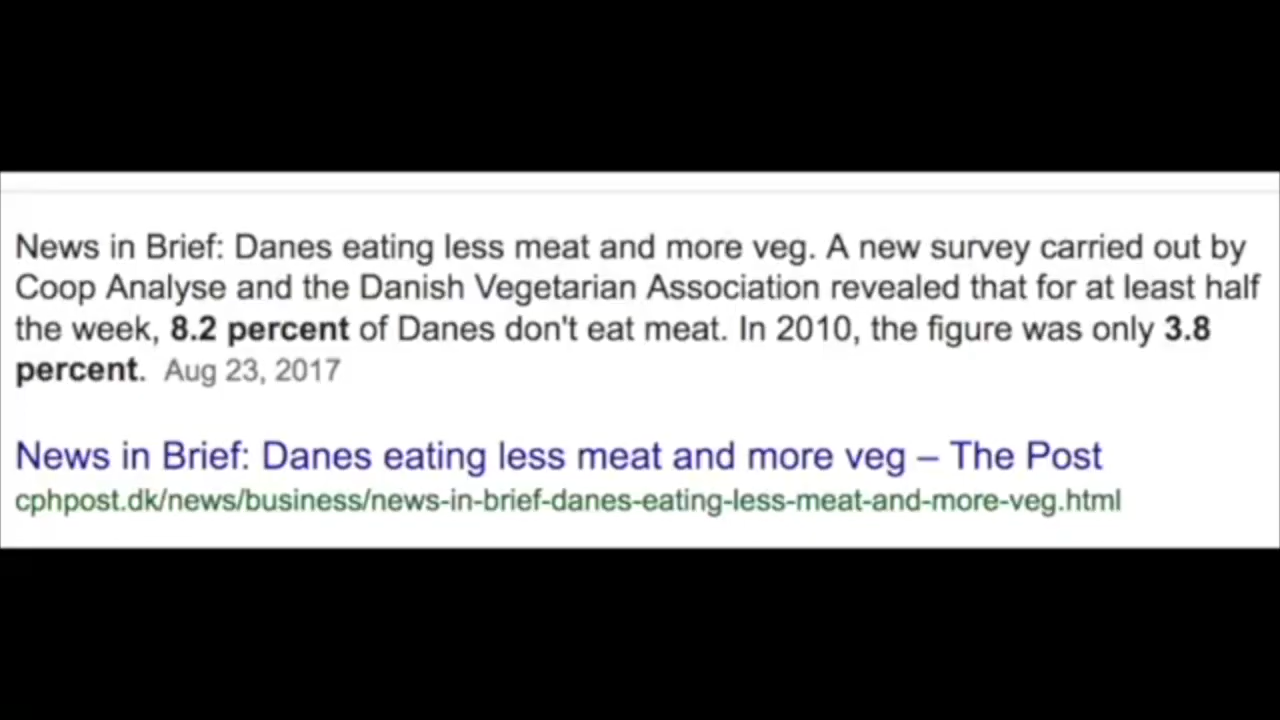 News in Brief: Danes eating less meat and more veg. A new survey carried out by
Coop Analyse and the Danish Vegetarian Association revealed that for at least half
the week, 8.2 percent of Danes don't eat meat. In 2010, the figure was only 3.8
percent. Aug 23, 2017
News in Brief: Danes eating less meat and more veg – The Post
cphpost.dk/news/business/news-in-brief-danes-eating-less-meat-and-more-veg.html